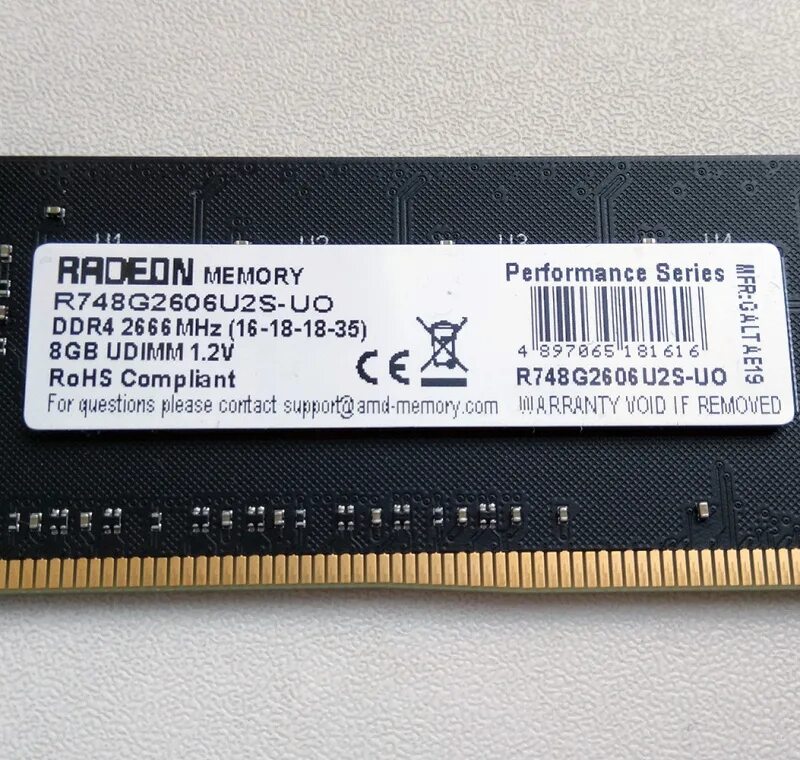 U1 U2 U3 U4
RADEON MEMORY
R748G2606U2S-UO
DDR4 2666MHz (16-18-18-35)
8GB UDIMM 1.2V
RoHS Compliant
CE
For questions please contact support@amd-memory.com
Performance Series
4 897065 181616
R748G2606U2S-UO
WARRANTY VOID IF REMOVED
MFR:GALTAE19